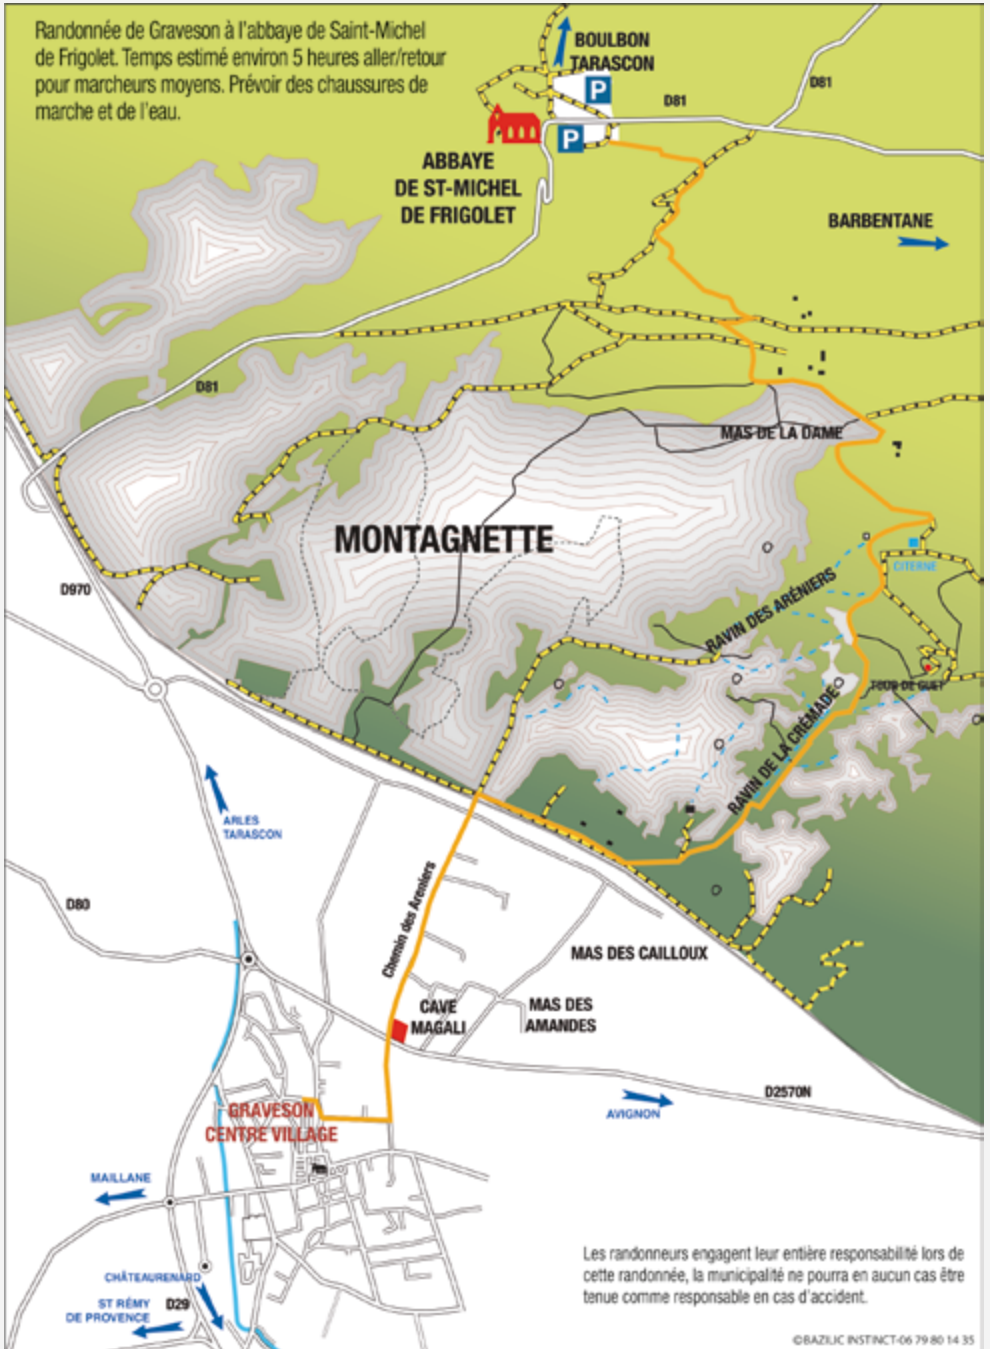 Randonnée de Graveson à l'abbaye de Saint-Michel
de Frigolet. Temps estimé environ 5 heures aller/retour
pour marcheurs moyens. Prévoir des chaussures de
marche et de l'eau.
BOULBON
TARASCON
P
D81
D81
P
ABBAYE
DE ST-MICHEL
DE FRIGOLET
BARBENTANE
D81
MAS DE LA DAME
MONTAGNETTE
CITERNE
D970
RAVIN DES ARÉNIERS
TOUR DE GUET
RAVIN DE LA CRÉMADE
ARLES
TARASCON
Chemin des Areniers
D80
MAS DES CAILLOUX
CAVE
MAGALI
MAS DES
AMANDES
D2570N
AVIGNON
GRAVESON
CENTRE VILLAGE
MAILLANE
CHÂTEAURENARD
ST RÉMY
DE PROVENCE
D29
Les randonneurs engagent leur entière responsabilité lors de
cette randonnée, la municipalité ne pourra en aucun cas être
tenue comme responsable en cas d'accident.
©BAZILIC INSTINCT-06 79 80 14 35